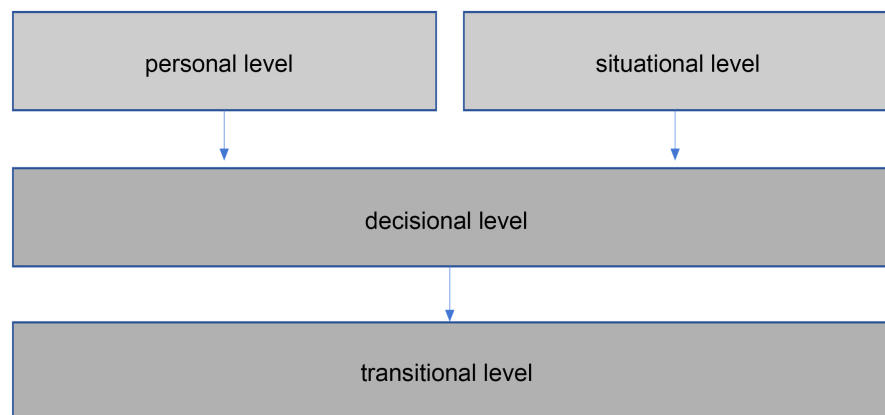 personal level
situational level
decisional level
transitional level